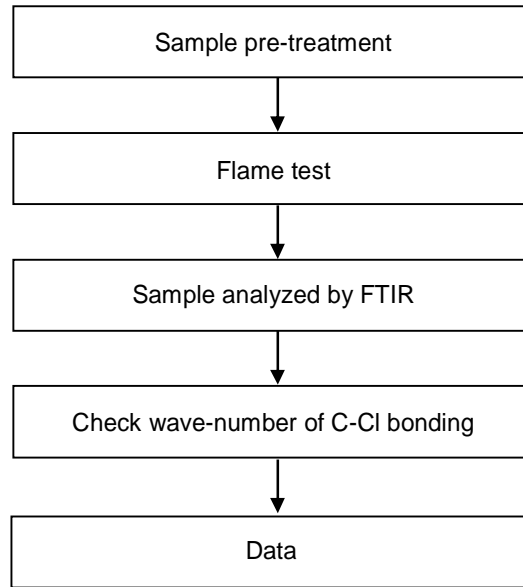 Sample pre-treatment
Flame test
Sample analyzed by FTIR
Check wave-number of C-Cl bonding
Data